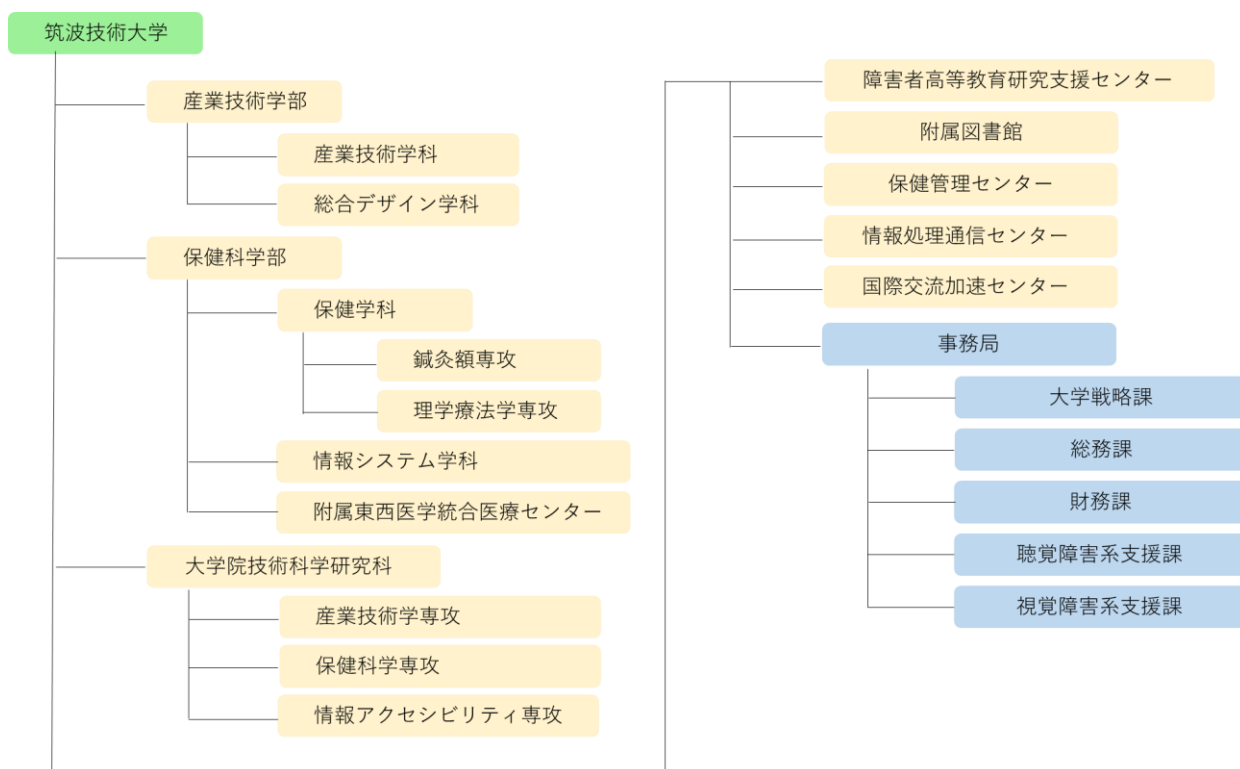 筑波技術大学
産業技術学部
産業技術学科
総合デザイン学科
保健科学部
保健学科
鍼灸額専攻
理学療法学専攻
情報システム学科
附属東西医学統合医療センター
大学院技術科学研究科
産業技術学専攻
保健科学専攻
情報アクセシビリティ専攻
障害者高等教育研究支援センター
附属図書館
保健管理センター
情報処理通信センター
国際交流加速センター
事務局
大学戦略課
総務課
財務課
聴覚障害系支援課
視覚障害系支援課